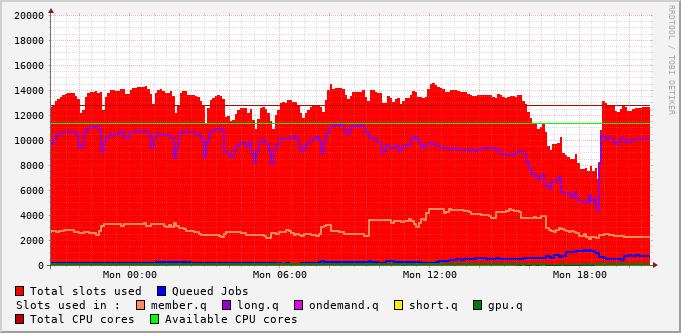 20000
18000
16000
14000
12000
10000
8000
6000
4000
2000
0
Mon 00:00 Mon 06:00 Mon 12:00 Mon 18:00
RRDTOOL / TOBI OETIKER
Total slots used Queued Jobs
Slots used in : member.q long.q ondemand.q short.q gpu.q
Total CPU cores Available CPU cores